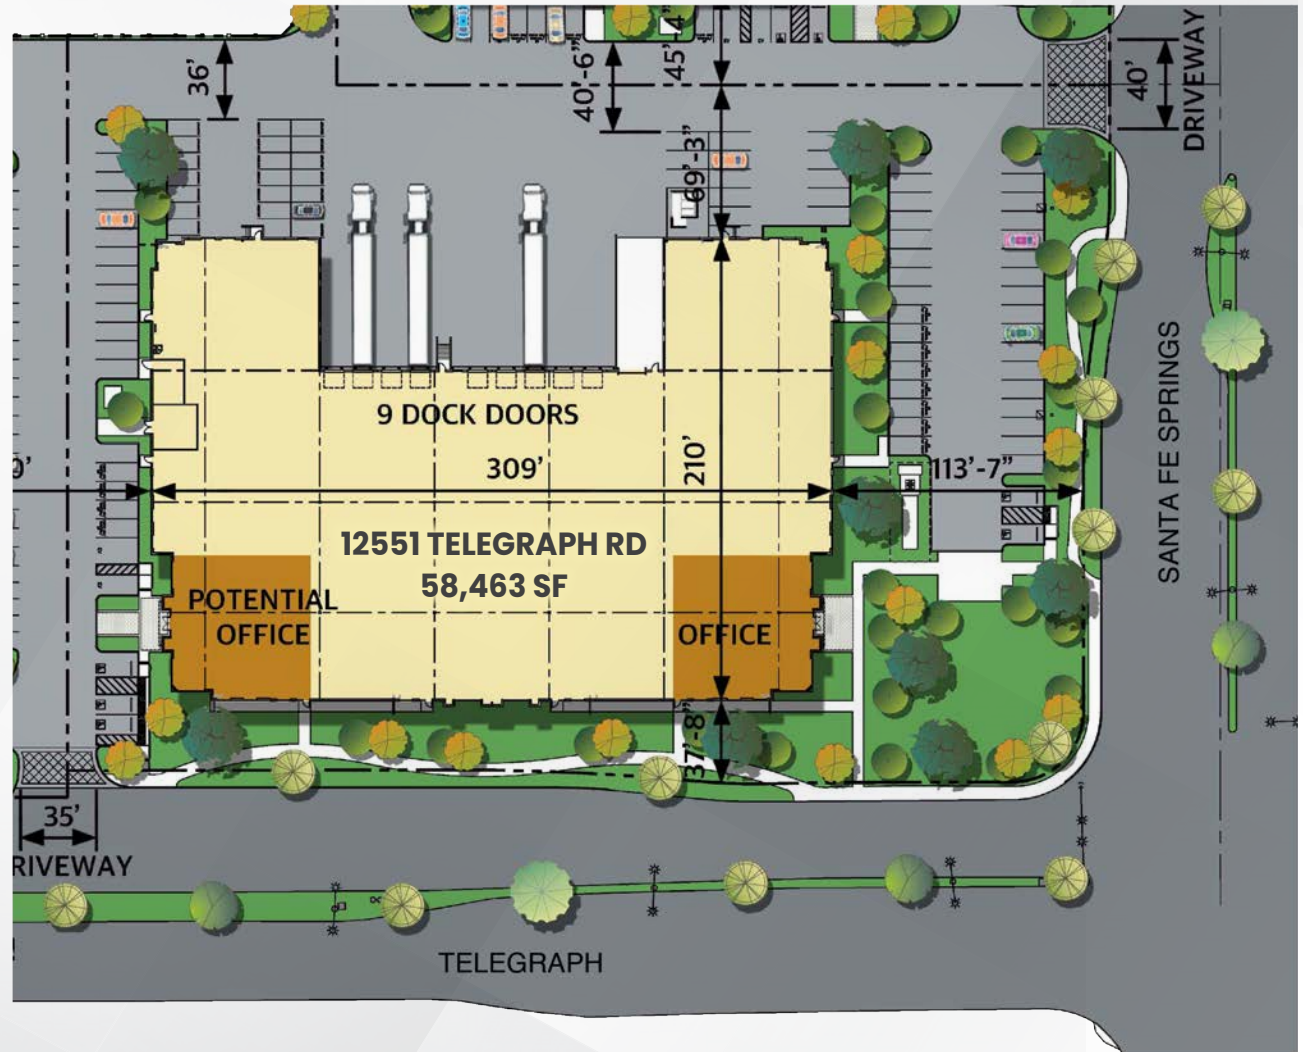 36’
40’-6”
45’
69’-3”
40’
DRIVEWAY
9 DOCK DOORS
309’
210’
113’-7”
12551 TELEGRAPH RD
58,463 SF
POTENTIAL
OFFICE
OFFICE
SANTA FE SPRINGS
37’-8”
35’
RIVEWAY
TELEGRAPH